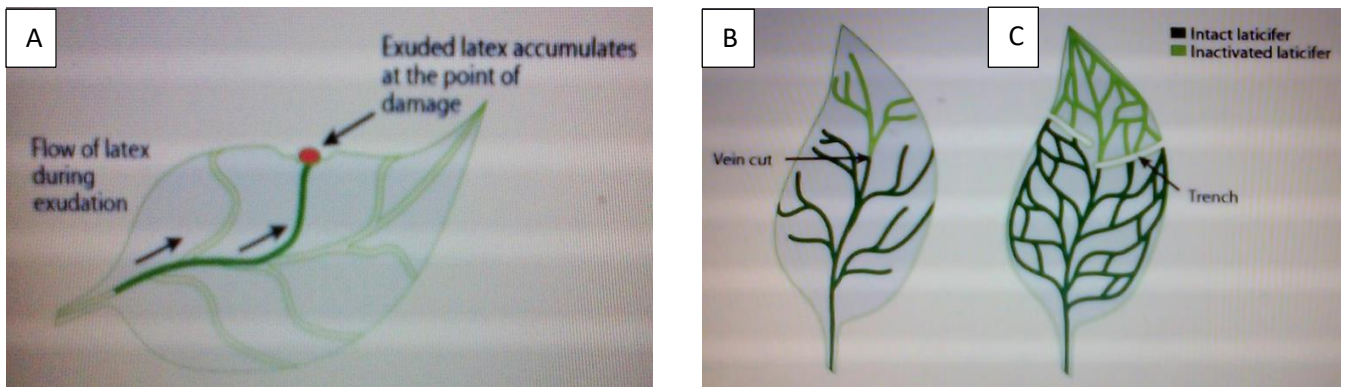 A
Exuded latex accumulates
at the point of
damage
Flow of latex
during
exudation
B
C
Intact laticifer
Inactivated laticifer
Vein cut
Trench